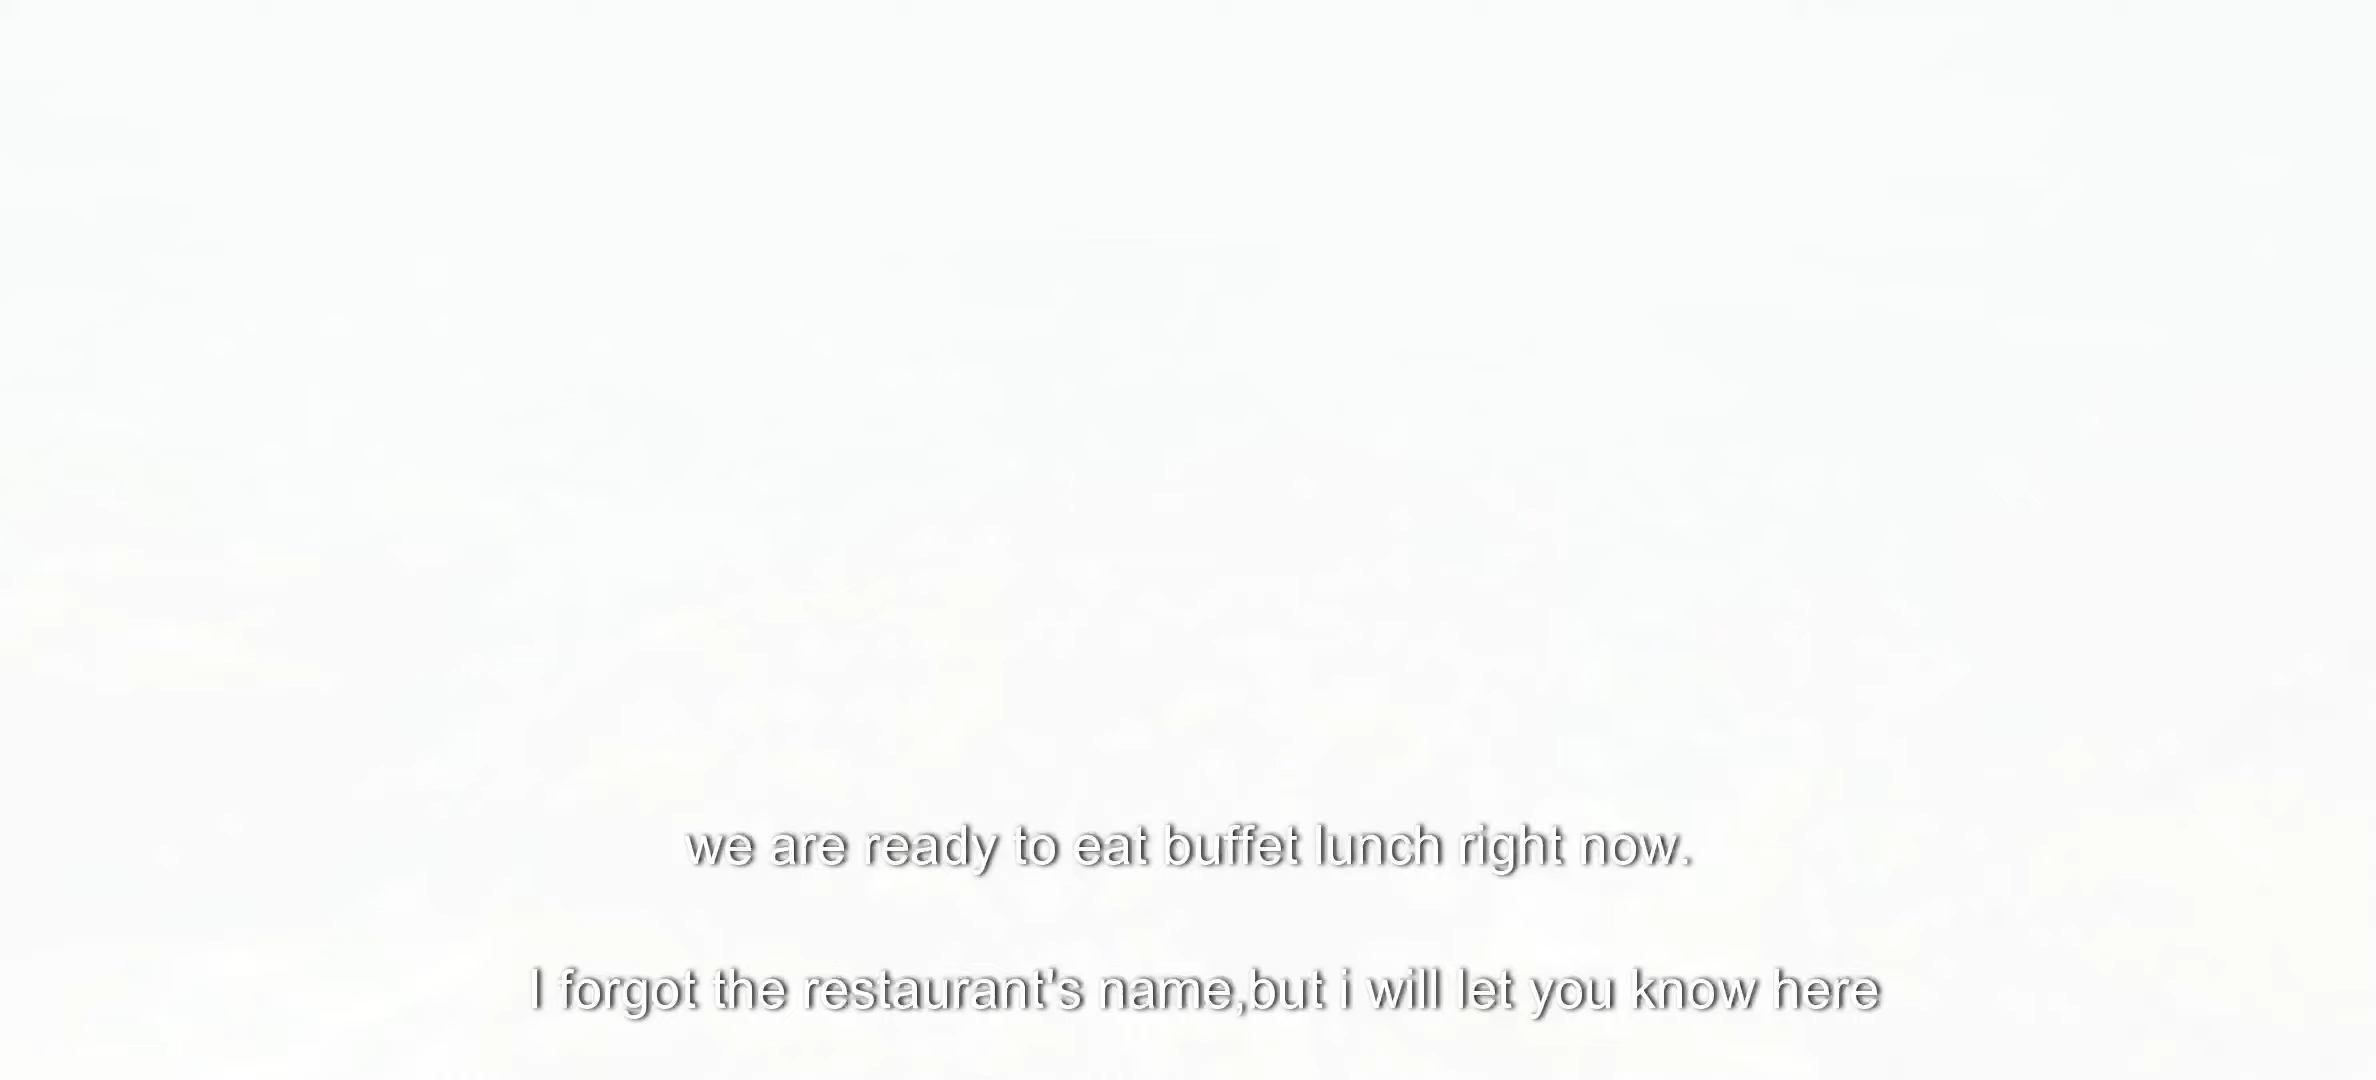 we are ready to eat buffet lunch right now.
I forgot the restaurant's name,but i will let you know here